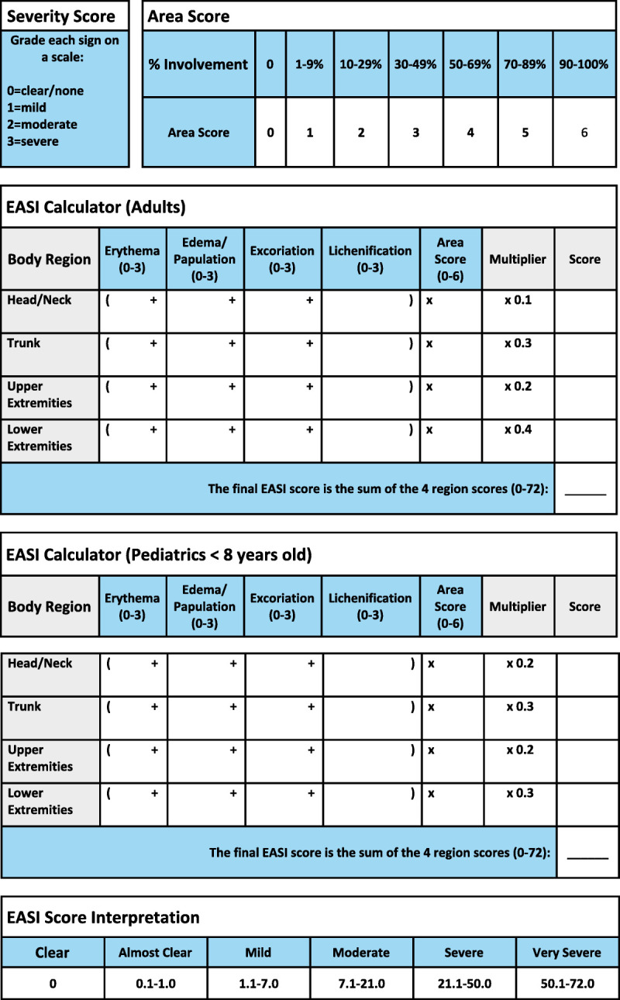 Severity Score
Grade each sign on
a scale:
0=clear/none
1=mild
2=moderate
3=severe
Area Score
% Involvement 0 1-9% 10-29% 30-49% 50-69% 70-89% 90-100%
Area Score 0 1 2 3 4 5 6
EASI Calculator (Adults)
Body Region Erythema (0-3) Edema/ Papulation (0-3) Excoriation (0-3) Lichenification (0-3) Area Score (0-6) Multiplier Score
Head/Neck ( + + + ) x x 0.1
Trunk ( + + + ) x x 0.3
Upper Extremities ( + + + ) x x 0.2
Lower Extremities ( + + + ) x x 0.4
The final EASI score is the sum of the 4 region scores (0-72): ______
EASI Calculator (Pediatrics < 8 years old)
Body Region Erythema (0-3) Edema/ Papulation (0-3) Excoriation (0-3) Lichenification (0-3) Area Score (0-6) Multiplier Score
Head/Neck ( + + + ) x x 0.2
Trunk ( + + + ) x x 0.3
Upper Extremities ( + + + ) x x 0.2
Lower Extremities ( + + + ) x x 0.3
The final EASI score is the sum of the 4 region scores (0-72): ______
EASI Score Interpretation
Clear Almost Clear Mild Moderate Severe Very Severe
0 0.1-1.0 1.1-7.0 7.1-21.0 21.1-50.0 50.1-72.0